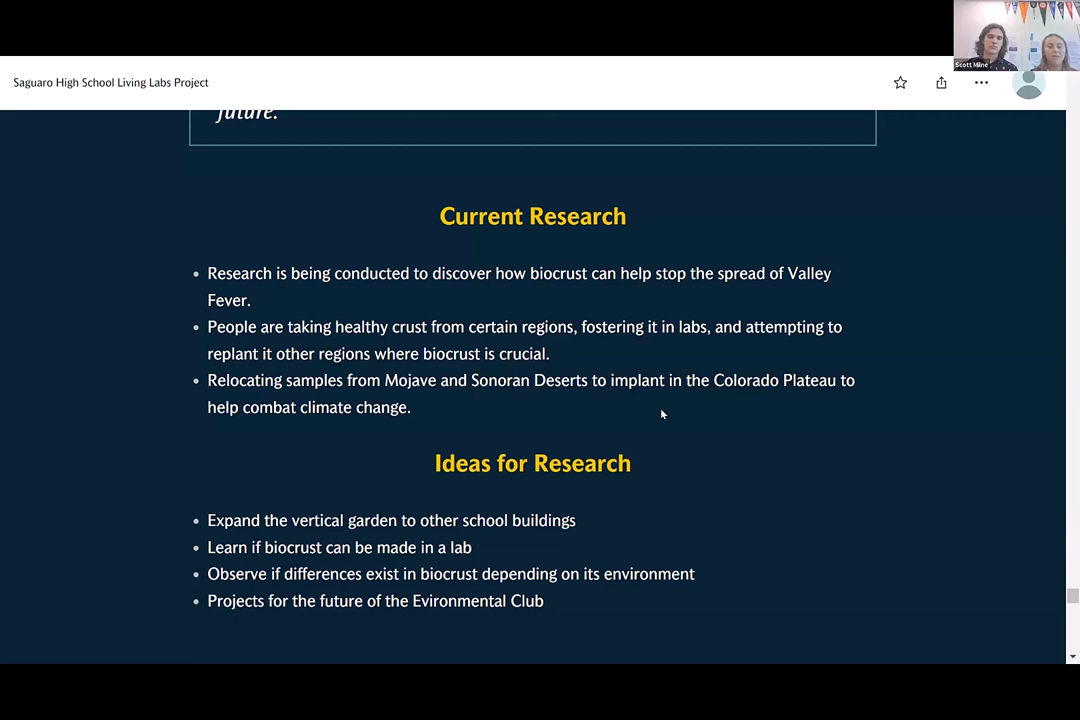 Scott Milne
Saguaro High School Living Labs Project
future.
Current Research
Research is being conducted to discover how biocrust can help stop the spread of Valley
Fever.
People are taking healthy crust from certain regions, fostering it in labs, and attempting to
replant it other regions where biocrust is crucial.
Relocating samples from Mojave and Sonoran Deserts to implant in the Colorado Plateau to
help combat climate change.
Ideas for Research
Expand the vertical garden to other school buildings
Learn if biocrust can be made in a lab
Observe if differences exist in biocrust depending on its environment
Projects for the future of the Evironmental Club